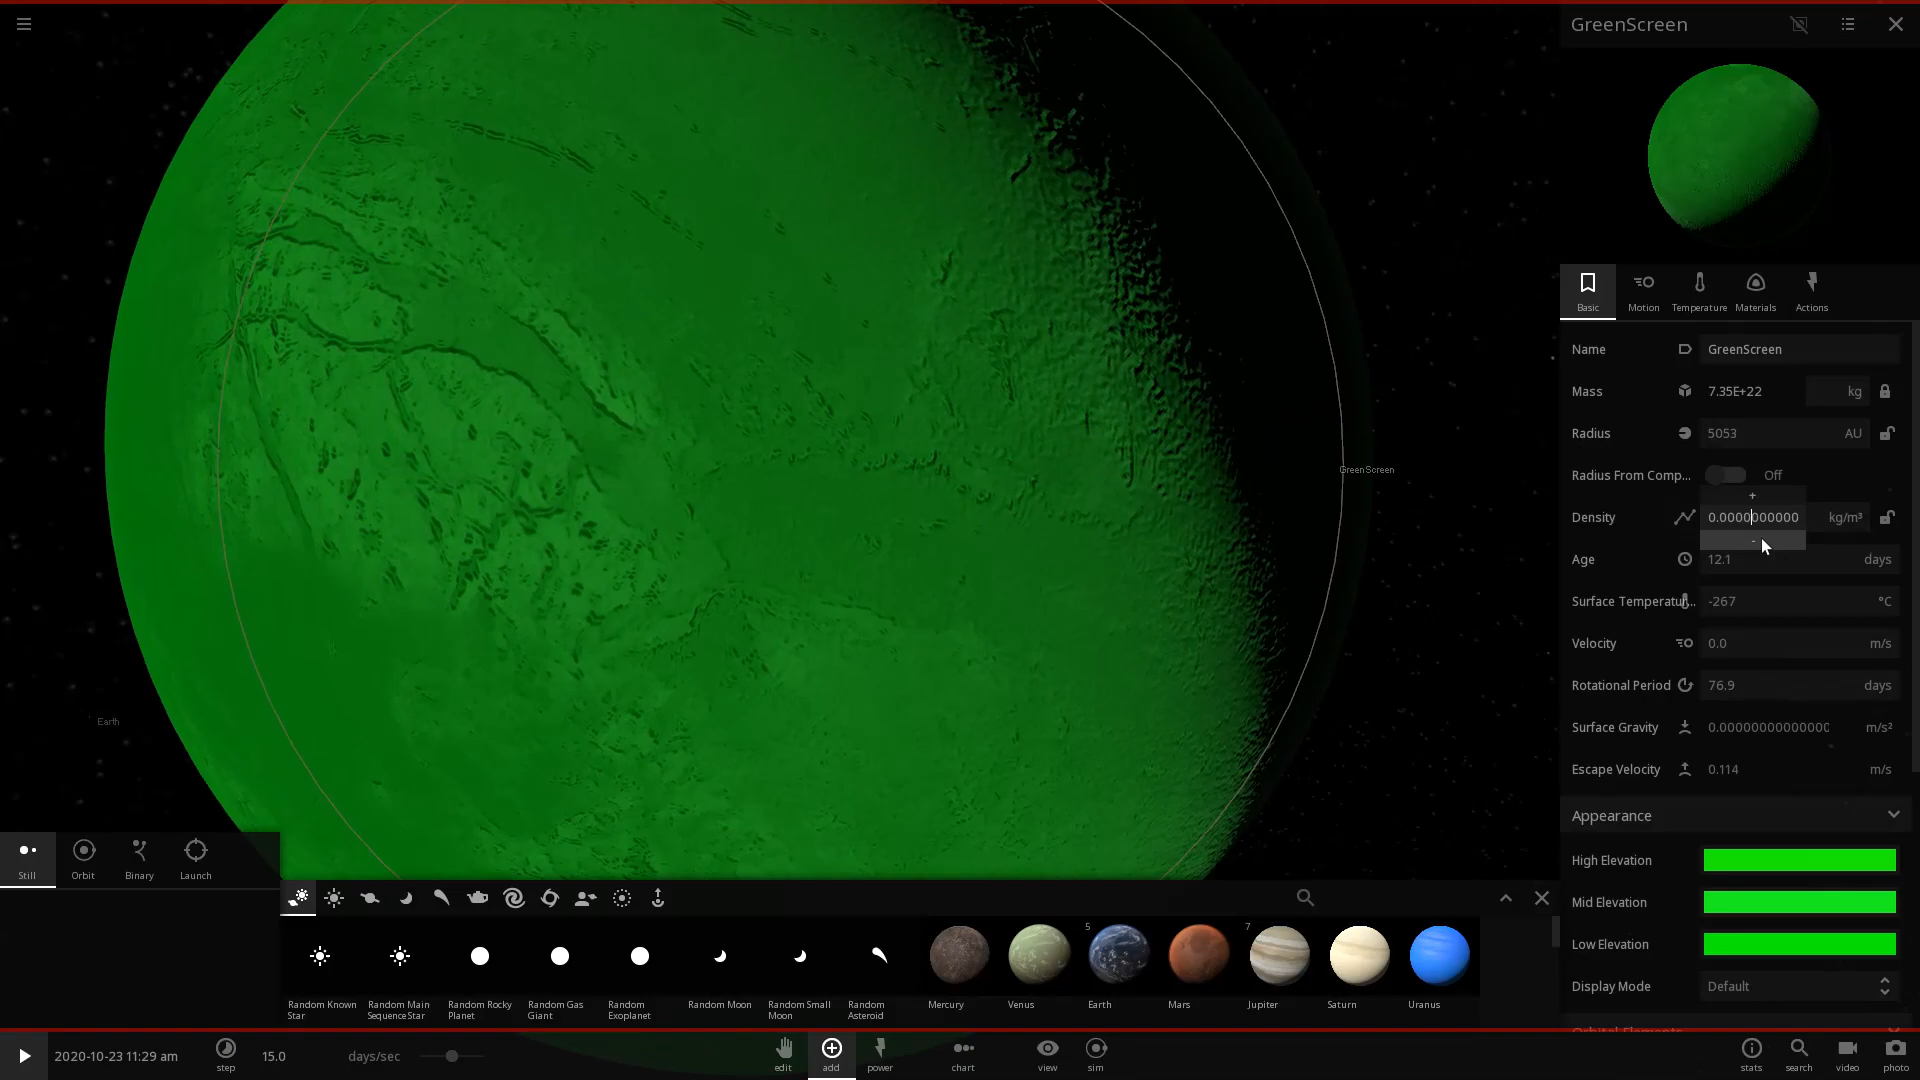 GreenScreen
Basic
Motion
Temperature
Materials
Actions
Name
GreenScreen
Mass
7.35E+22
kg
Radius
5053
AU
Radius From Comp...
Off
+
Density
0.0000000000
kg/m³
-
Age
12.1
days
Surface Temperatur...
-267
°C
Velocity
0.0
m/s
Rotational Period
76.9
days
Surface Gravity
m/s²
Escape Velocity
0.114
m/s
Appearance
High Elevation
Mid Elevation
Low Elevation
Display Mode
Default
Orbital Elements
GreenScreen
Earth
Still
Orbit
Binary
Launch
5
7
Random Known
Star
Random Main
Sequence Star
Random Rocky
Planet
Random Gas
Giant
Random
Exoplanet
Random Moon
Random Small
Moon
Random
Asteroid
Mercury
Venus
Earth
Mars
Jupiter
Saturn
Uranus
2020-10-23 11:29 am
step
15.0
days/sec
edit
add
power
chart
view
sim
stats
search
video
photo